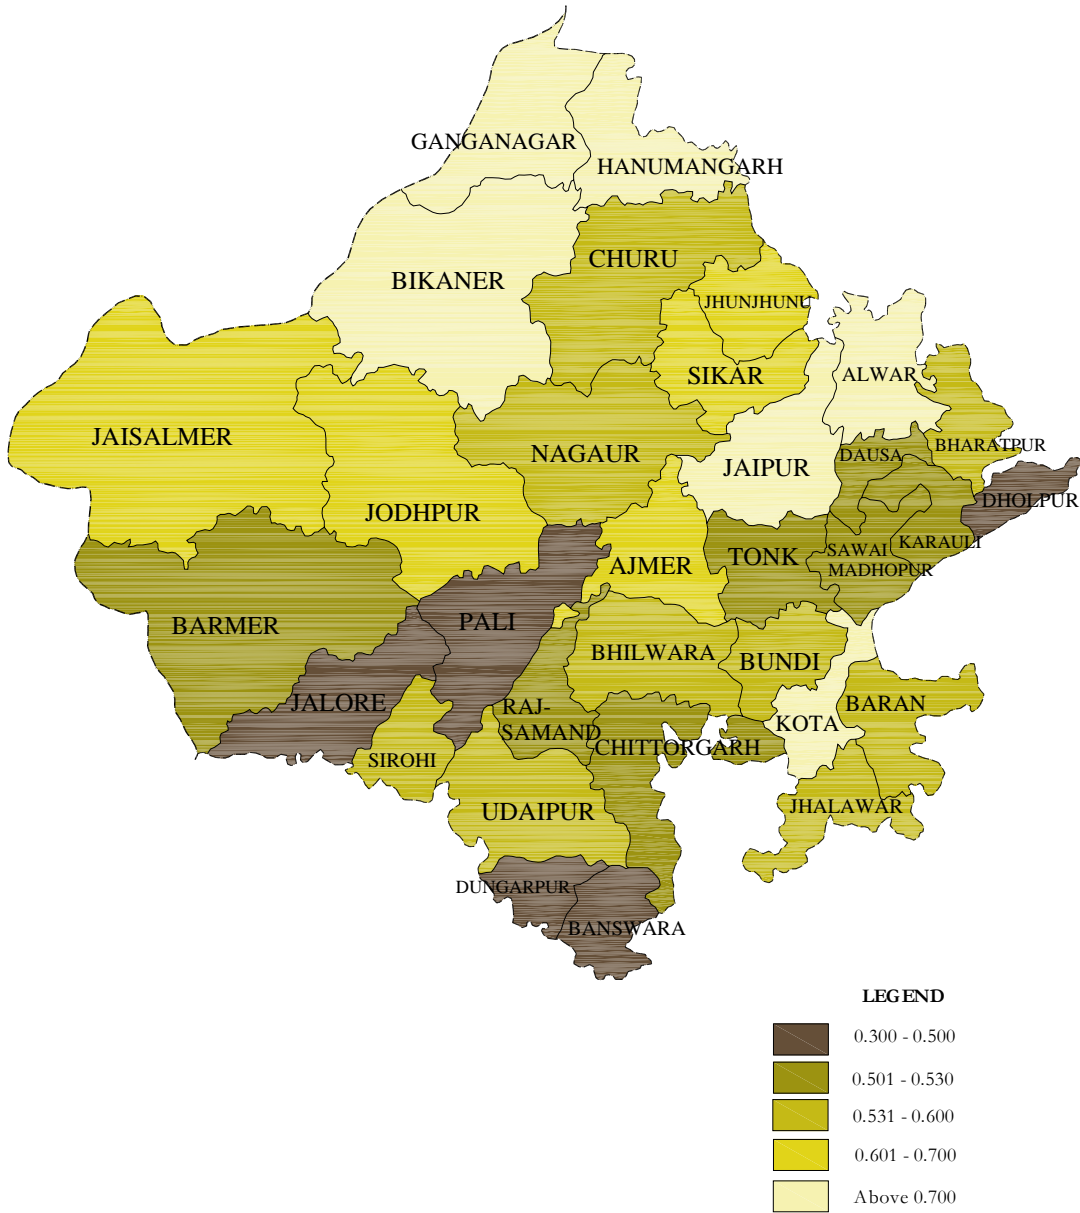 GANGANAGAR
HANUMANGARH
CHURU
BIKANER
JHUNJHUNU
SIKAR
ALWAR
JAISALMER
BHARATPUR
NAGAUR
DAUSA
JAIPUR
DHOLPUR
JODHPUR
KARAULI
SAWAI
MADHOPUR
TONK
AJMER
PALI
BARMER
BHILWARA
BUNDI
JALORE
BARAN
RAJ-
SAMAND
KOTA
CHITTORGARH
SIROHI
JHALAWAR
UDAIPUR
DUNGARPUR
BANSWARA
LEGEND
0.300 - 0.500
0.501 - 0.530
0.531 - 0.600
0.601 - 0.700
Above 0.700